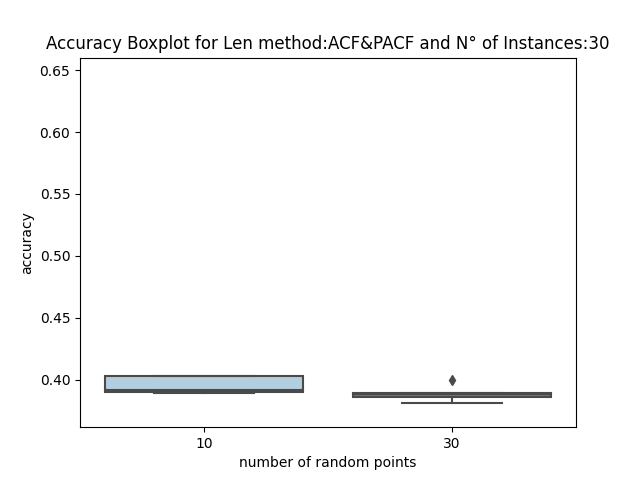 Accuracy Boxplot for Len method:ACF&PACF and N° of Instances:30
0.65
0.60
0.55
0.50
0.45
0.40
accuracy
10
30
number of random points